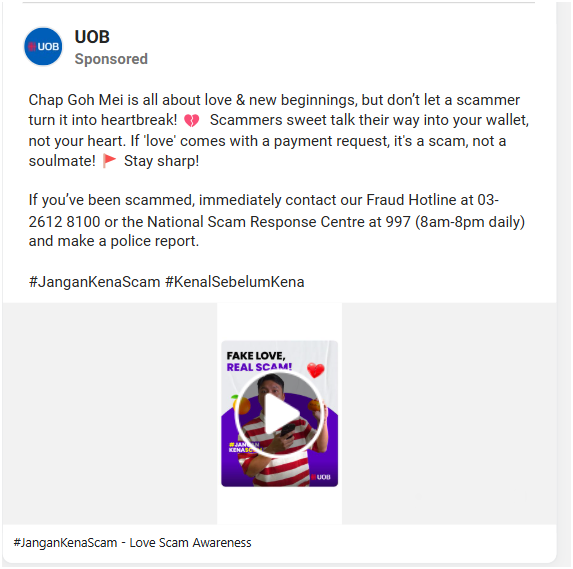 UOB
UOB
Sponsored
Chap Goh Mei is all about love & new beginnings, but don't let a scammer
turn it into heartbreak! 💔 Scammers sweet talk their way into your wallet,
not your heart. If 'love' comes with a payment request, it's a scam, not a
soulmate! 🚩 Stay sharp!
If you've been scammed, immediately contact our Fraud Hotline at 03-
2612 8100 or the National Scam Response Centre at 997 (8am-8pm daily)
and make a police report.
#JanganKenaScam #KenalSebelumKena
FAKE LOVE,
REAL SCAM!
#JANGAN
KENASCAM
UOB
#JanganKenaScam - Love Scam Awareness